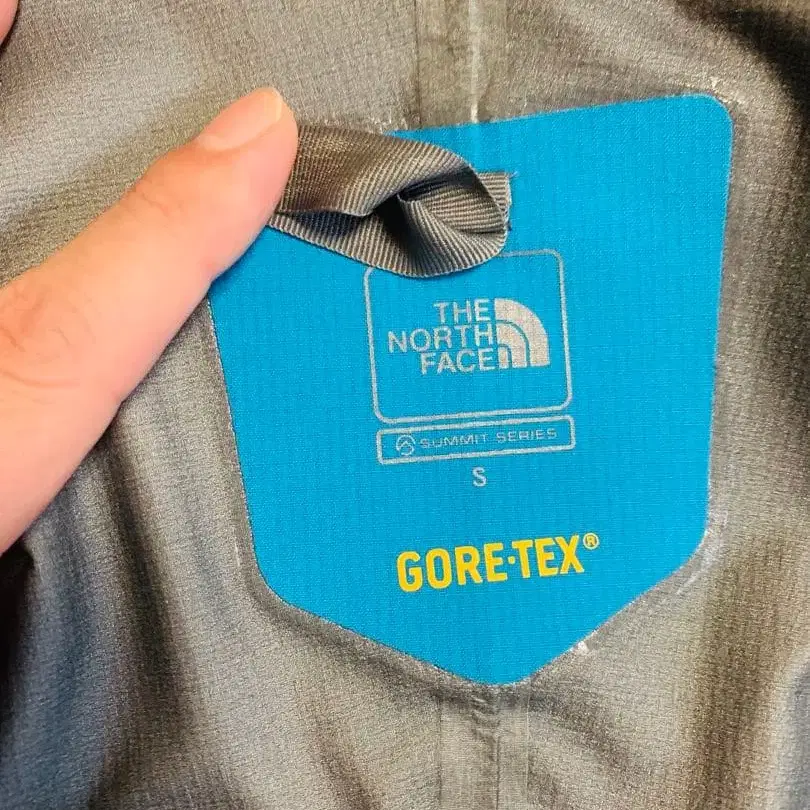 THE
NORTH
FACE
SUMMIT SERIES
S
GORE·TEX®